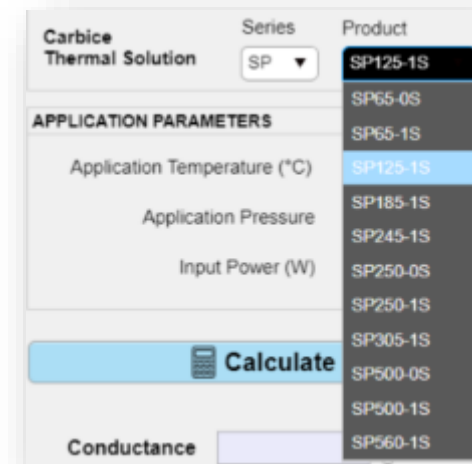 Carbice
Thermal Solution
Series
Product
SP
SP125-1S
SP65-0S
SP65-1S
SP125-1S
SP185-1S
SP245-1S
SP250-0S
SP250-1S
SP305-1S
SP500-0S
SP500-1S
SP560-1S
APPLICATION PARAMETERS
Application Temperature (°C)
Application Pressure
Input Power (W)
Calculate
Conductance